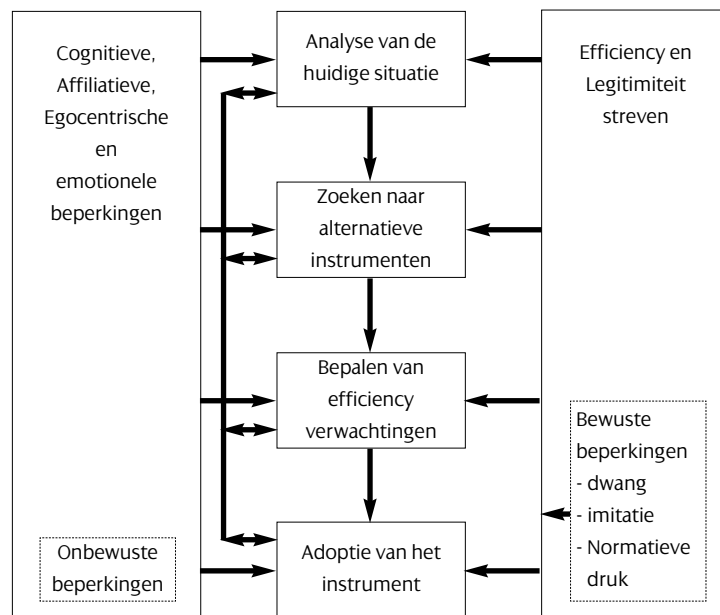 Cognitieve,
Affiliatieve,
Egocentrische
en
emotionele
beperkingen
Onbewuste
beperkingen
Analyse van de
huidige situatie
Zoeken naar
alternatieve
instrumenten
Bepalen van
efficiency
verwachtingen
Adoptie van het
instrument
Efficiency en
Legitimiteit
streven
Bewuste
beperkingen
- dwang
- imitatie
- Normatieve
druk